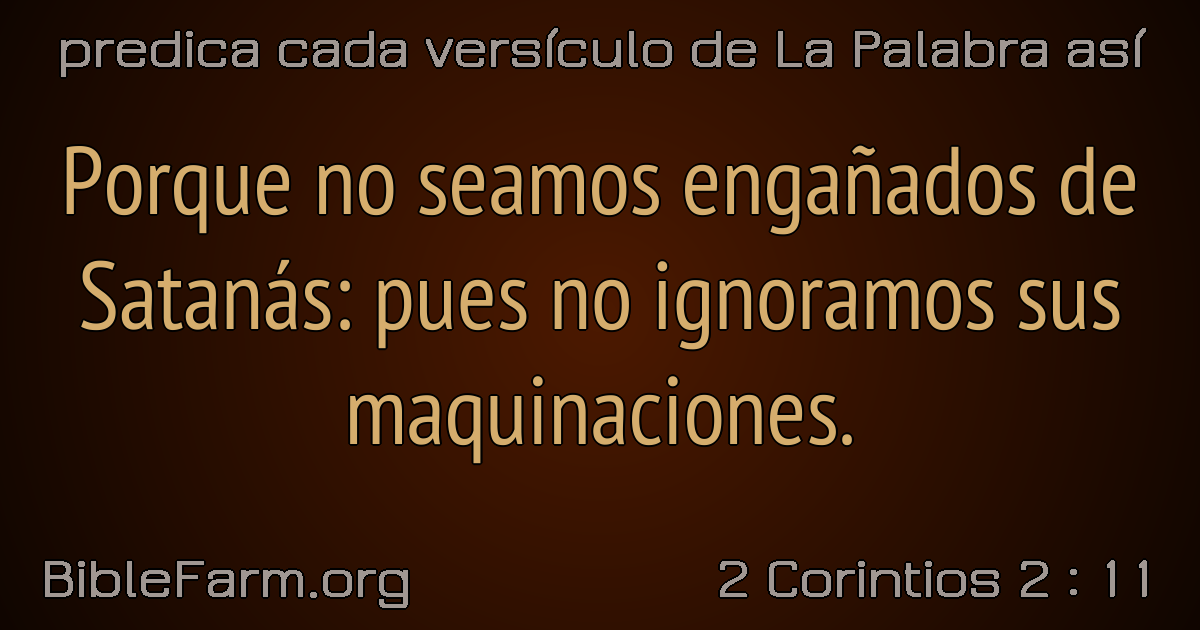 predica cada versículo de La Palabra así
Porque no seamos engañados de
Satanás: pues no ignoramos sus
maquinaciones.
BibleFarm.org
2 Corintios 2 : 11